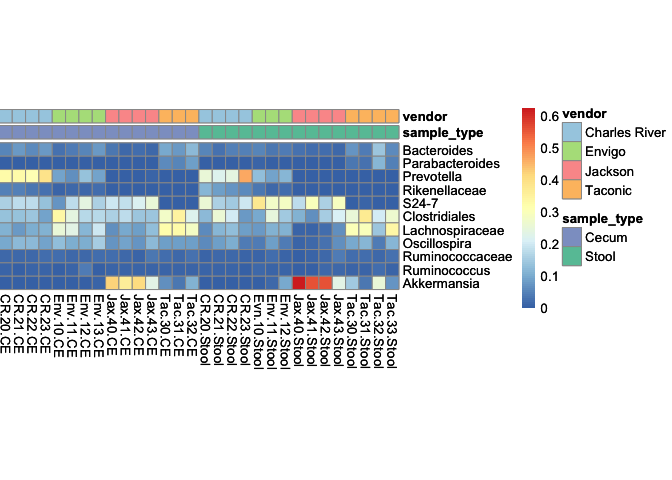 vendor
sample_type
Bacteroides
Parabacteroides
Prevotella
Rikenellaceae
S24-7
Clostridiales
Lachnospiraceae
Oscillospira
Ruminococcaceae
Ruminococcus
Akkermansia
CR.20.CE
CR.21.CE
CR.22.CE
CR.23.CE
Env.10.CE
Env.11.CE
Env.12.CE
Env.13.CE
Jax.40.CE
Jax.41.CE
Jax.42.CE
Jax.43.CE
Tac.30.CE
Tac.31.CE
Tac.32.CE
CR.20.Stool
CR.21.Stool
CR.22.Stool
CR.23.Stool
Evn.10.Stool
Env.11.Stool
Env.12.Stool
Jax.40.Stool
Jax.41.Stool
Jax.42.Stool
Jax.43.Stool
Tac.30.Stool
Tac.31.Stool
Tac.32.Stool
Tac.33.Stool
0.6
0.5
0.4
0.3
0.2
0.1
0
vendor
Charles River
Envigo
Jackson
Taconic
sample_type
Cecum
Stool